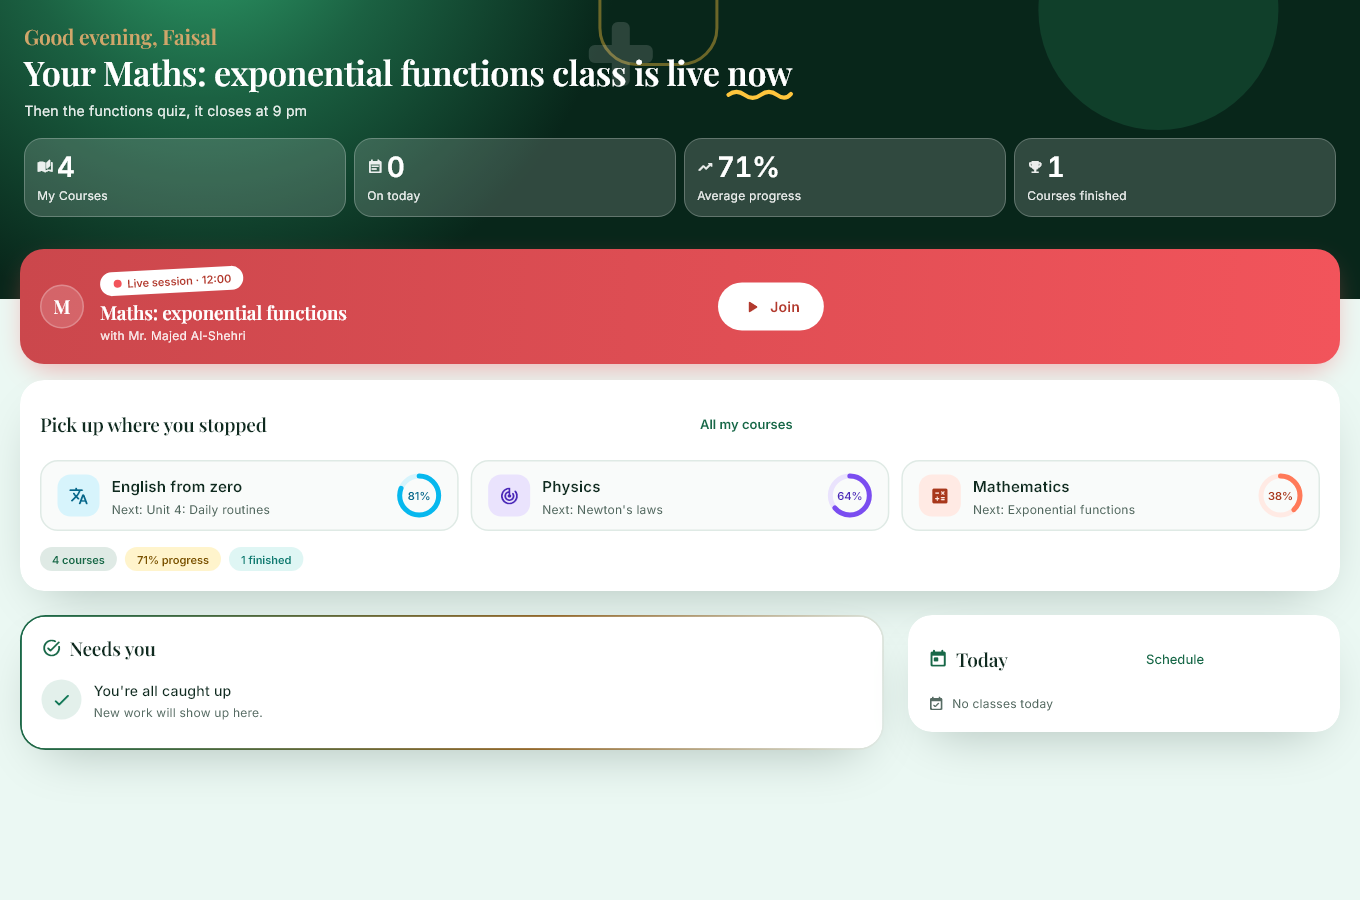 Good evening, Faisal
Your Maths: exponential functions class is live now
Then the functions quiz, it closes at 9 pm
4
My Courses
0
On today
71%
Average progress
1
Courses finished
M
Live session · 12:00
Maths: exponential functions
with Mr. Majed Al-Shehri
Join
Pick up where you stopped
All my courses
English from zero
Next: Unit 4: Daily routines
81%
Physics
Next: Newton's laws
64%
Mathematics
Next: Exponential functions
38%
4 courses
71% progress
1 finished
Needs you
You're all caught up
New work will show up here.
Today
Schedule
No classes today